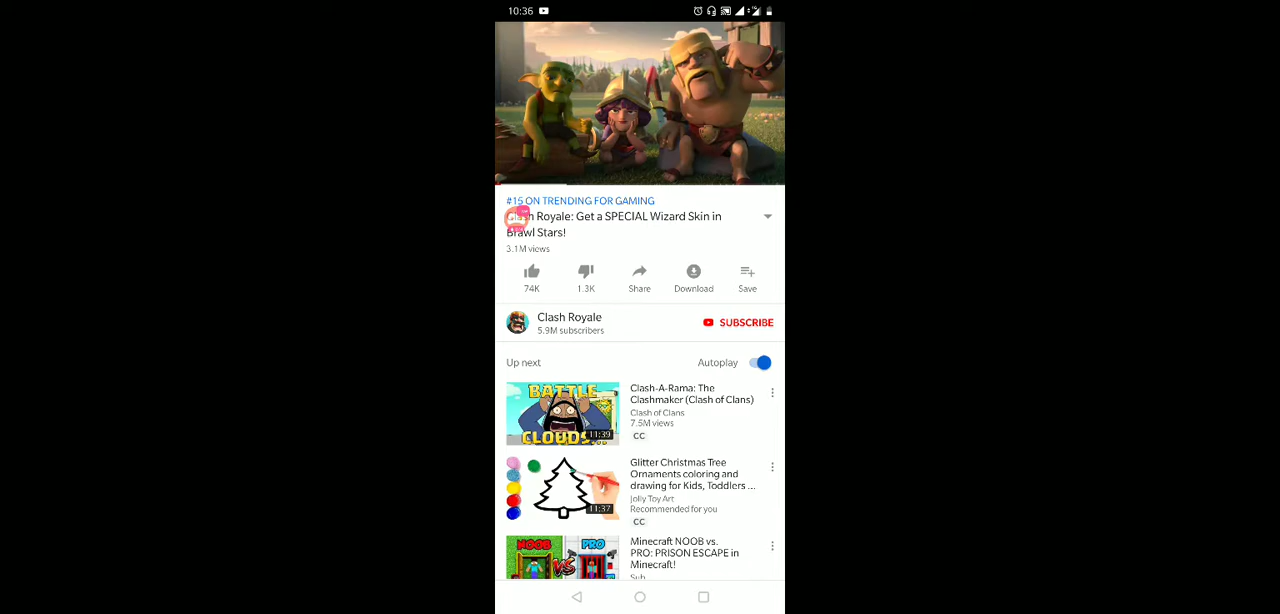 10:36
#15 ON TRENDING FOR GAMING
Royale: Get a SPECIAL Wizard Skin in
Brawl Stars!
3.1M views
74K
1.3K
Share
Download
Save
Clash Royale
5.9M subscribers
SUBSCRIBE
Up next
Autoplay
BATTLE
CLOUDS...
11:39
Clash-A-Rama: The
Clashmaker (Clash of Clans)
Clash of Clans
7.5M views
CC
11:37
Glitter Christmas Tree
Ornaments coloring and
drawing for Kids, Toddlers ...
Jolly Toy Art
Recommended for you
CC
NOOB
VS
PRO
Minecraft NOOB vs.
PRO: PRISON ESCAPE in
Minecraft!